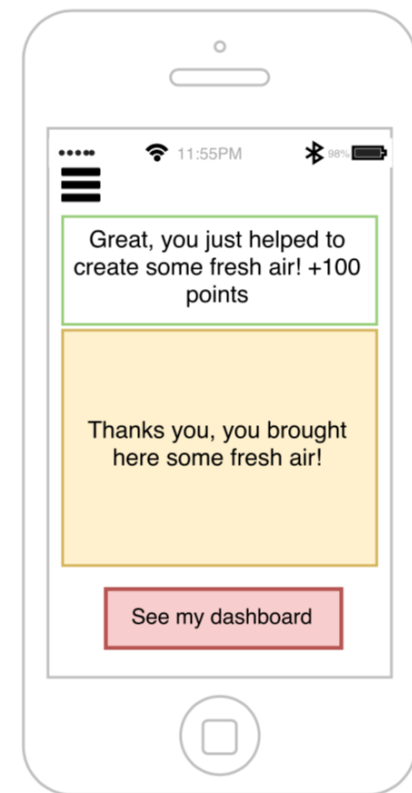 11:55PM 98%
Great, you just helped to
create some fresh air! +100
points
Thanks you, you brought
here some fresh air!
See my dashboard